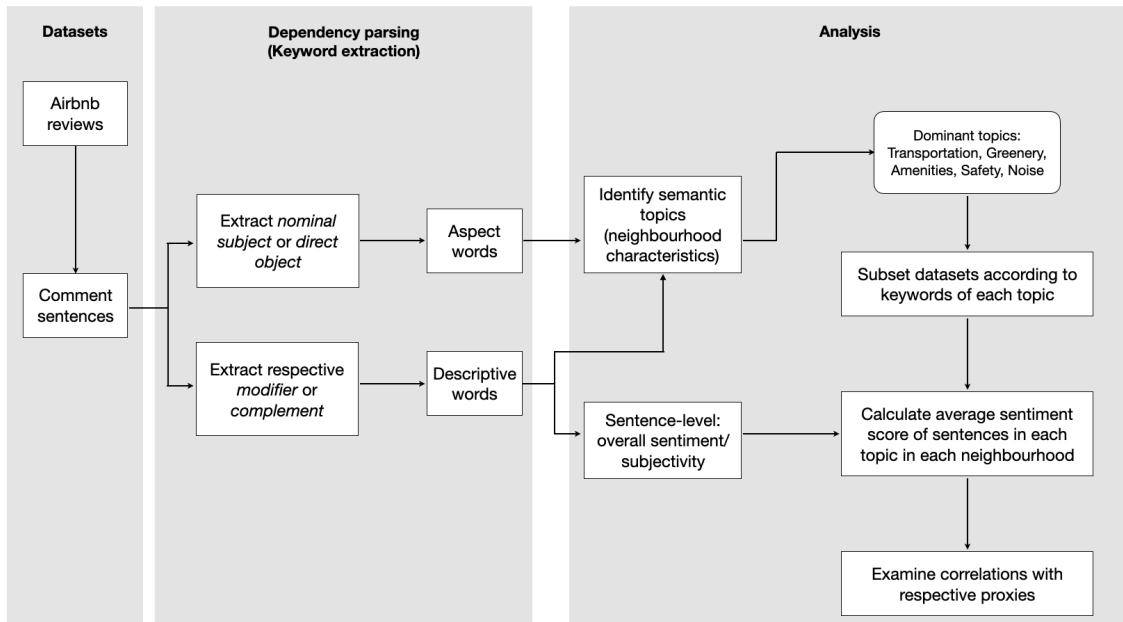 Datasets
Airbnb
reviews
Comment
sentences
Dependency parsing
(Keyword extraction)
Extract nominal
subject or direct
object
Aspect
words
Extract respective
modifier or
complement
Descriptive
words
Analysis
Identify semantic
topics
(neighbourhood
characteristics)
Dominant topics:
Transportation, Greenery,
Amenities, Safety, Noise
Subset datasets according to
keywords of each topic
Sentence-level:
overall sentiment/
subjectivity
Calculate average sentiment
score of sentences in each
topic in each neighbourhood
Examine correlations with
respective proxies